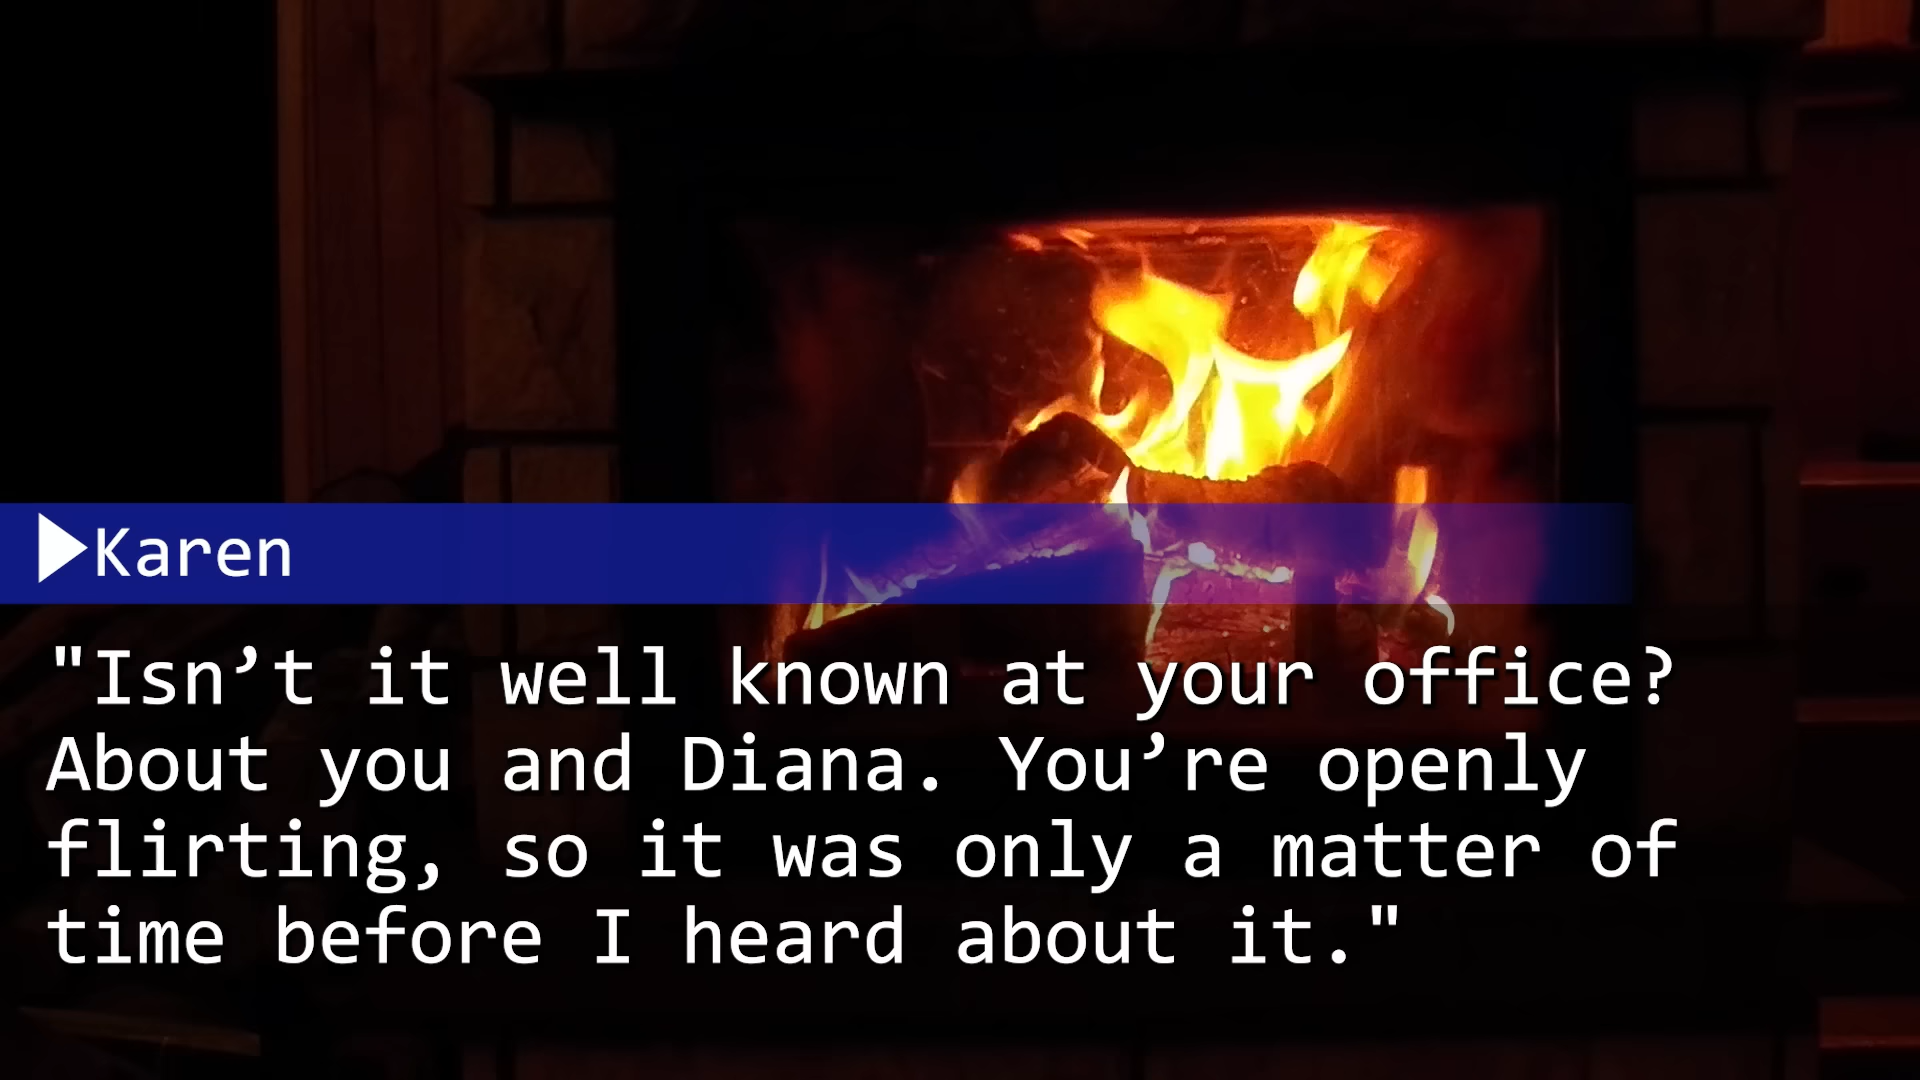 Karen
"Isn’t it well known at your office?
About you and Diana. You’re openly
flirting, so it was only a matter of
time before I heard about it."